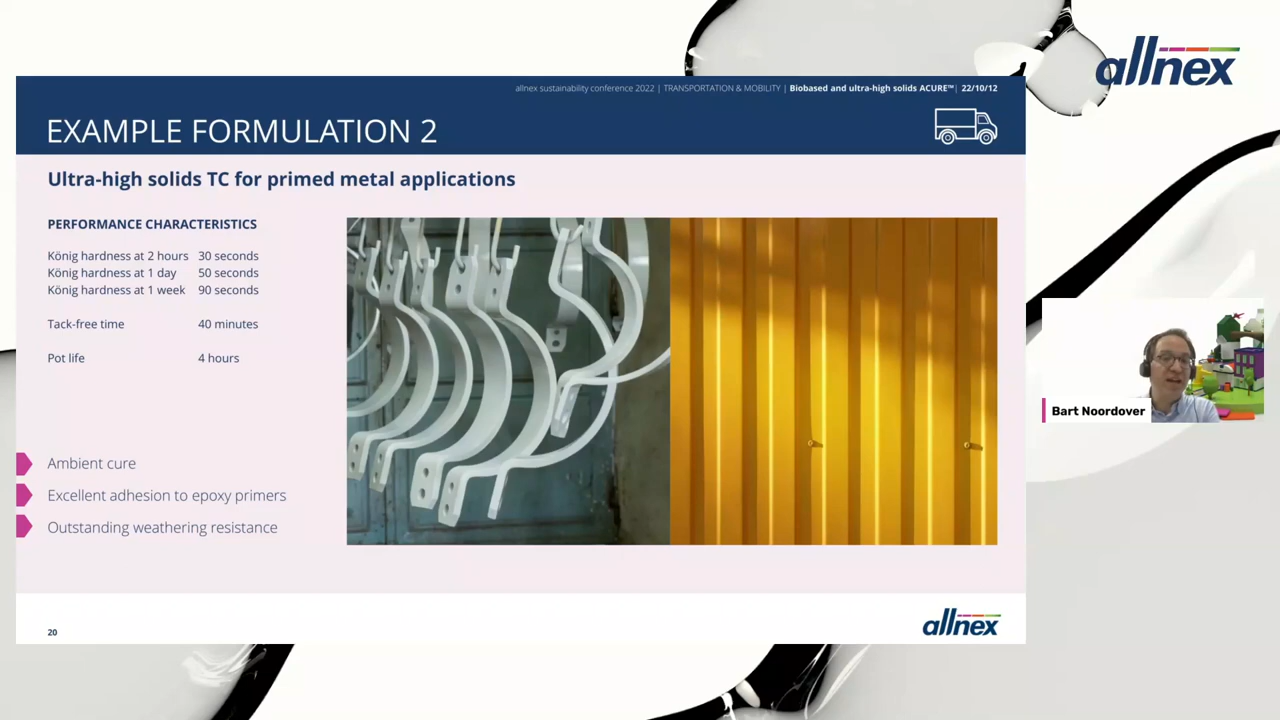 allnex
allnex sustainability conference 2022 | TRANSPORTATION & MOBILITY | Biobased and ultra-high solids ACURE™| 22/10/12
EXAMPLE FORMULATION 2
Ultra-high solids TC for primed metal applications
PERFORMANCE CHARACTERISTICS
König hardness at 2 hours 30 seconds
König hardness at 1 day 50 seconds
König hardness at 1 week 90 seconds
Tack-free time 40 minutes
Pot life 4 hours
Ambient cure
Excellent adhesion to epoxy primers
Outstanding weathering resistance
Bart Noordover
20
allnex